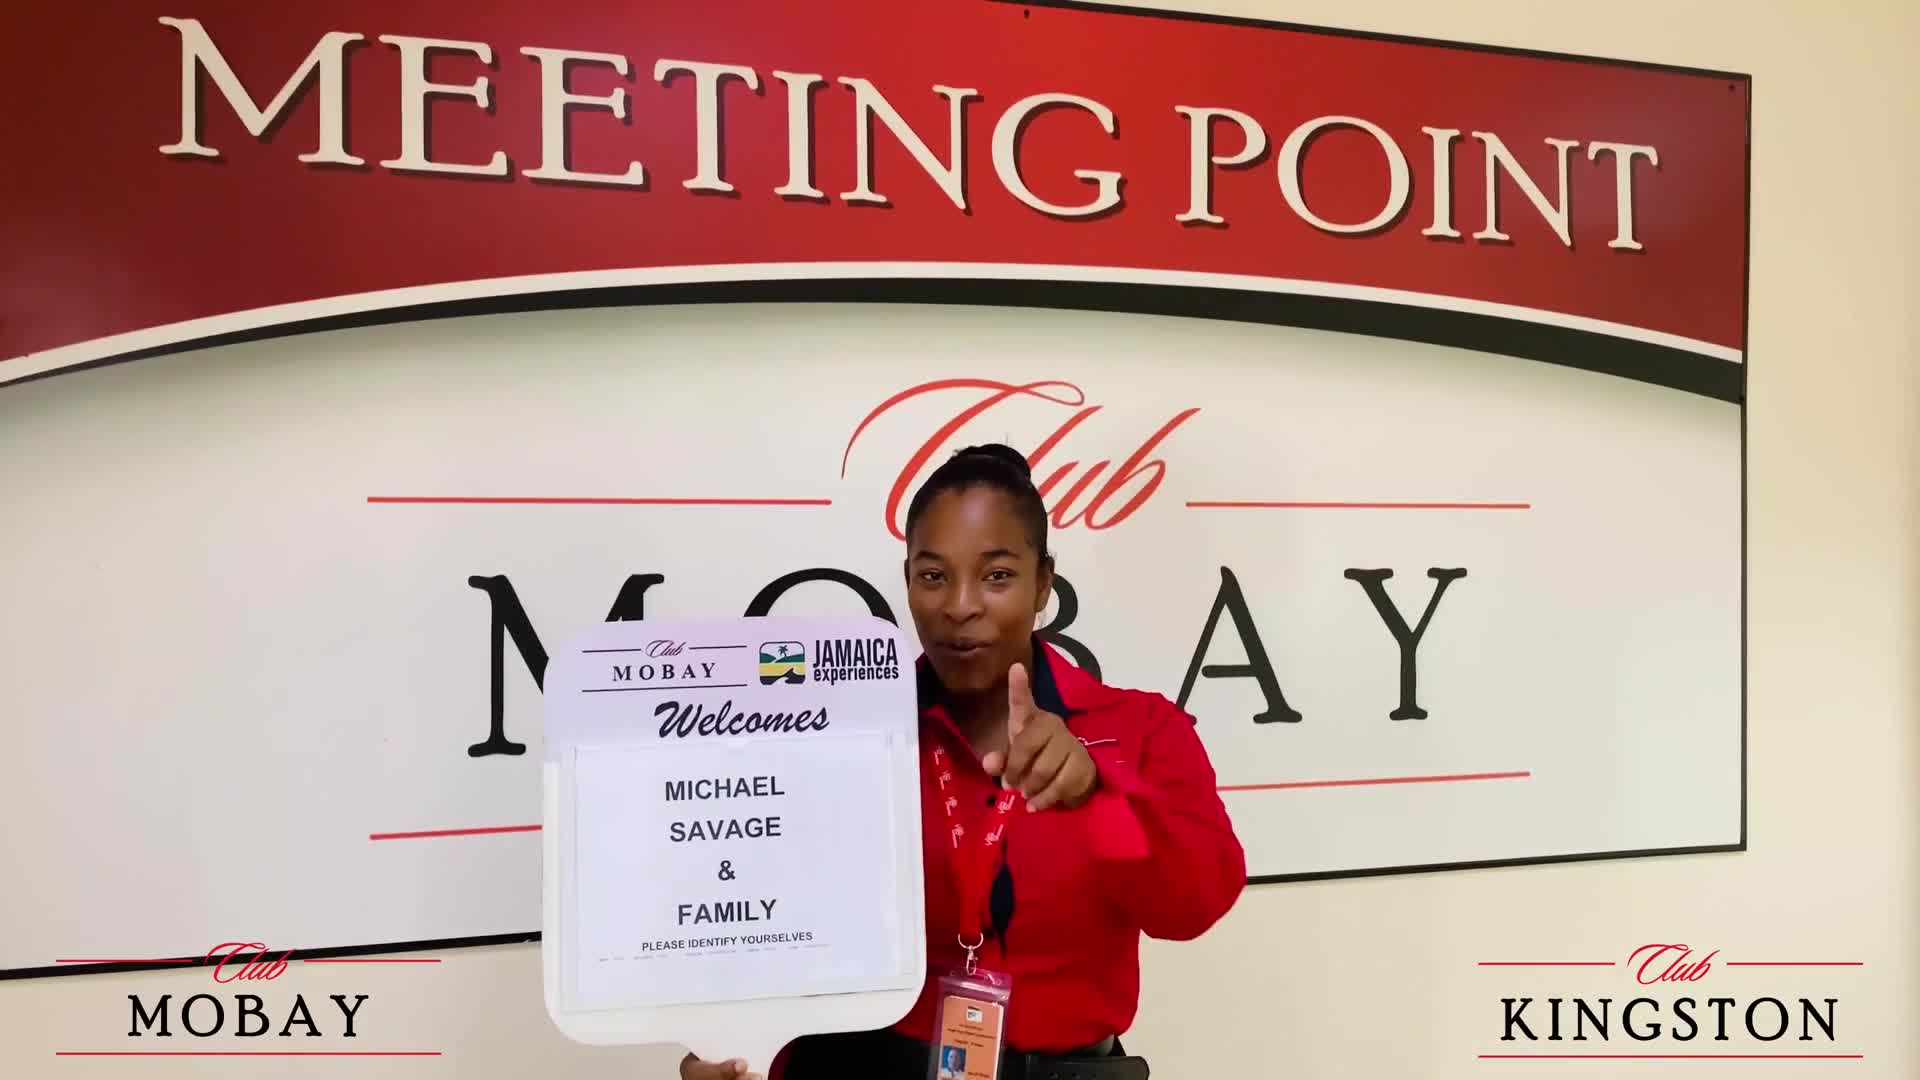 MEETING POINT
Club
MOBAY
Club
MOBAY
JAMAICA
experiences
Welcomes
MICHAEL
SAVAGE
&
FAMILY
PLEASE IDENTIFY YOURSELVES
Club
MOBAY
Club
KINGSTON